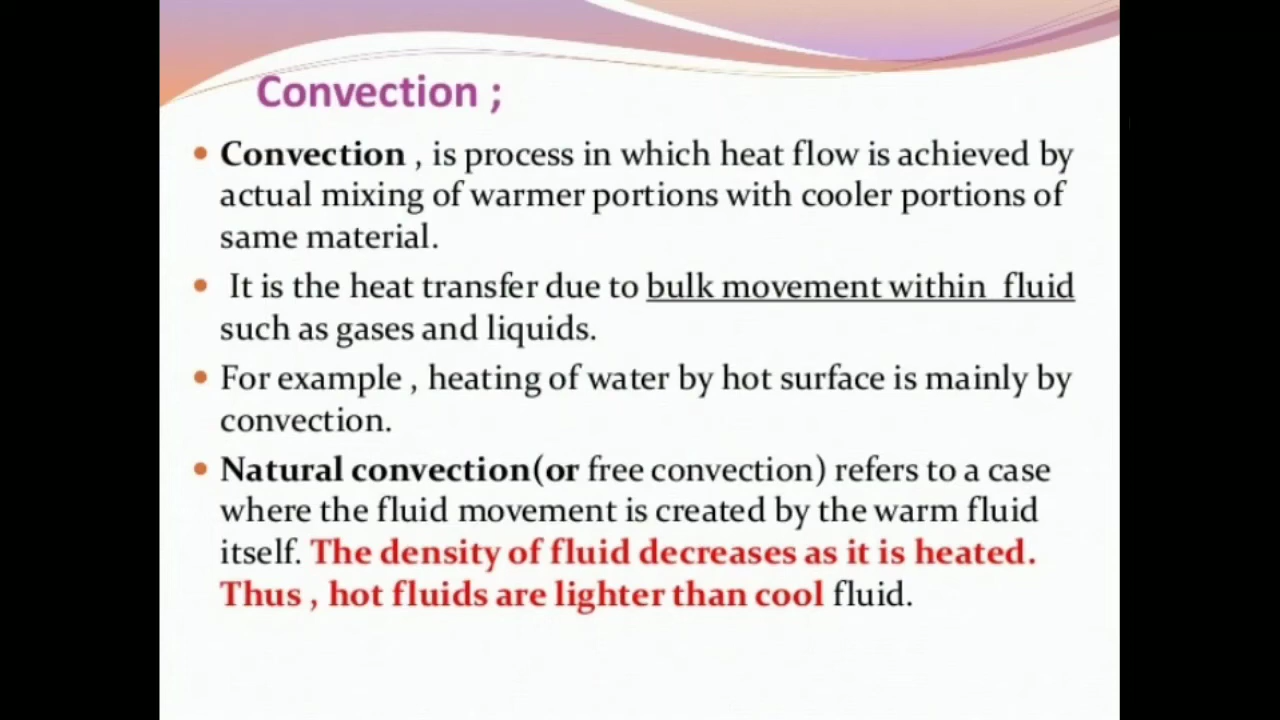 Convection ;
• Convection , is process in which heat flow is achieved by
actual mixing of warmer portions with cooler portions of
same material.
• It is the heat transfer due to bulk movement within fluid
such as gases and liquids.
• For example , heating of water by hot surface is mainly by
convection.
• Natural convection(or free convection) refers to a case
where the fluid movement is created by the warm fluid
itself. The density of fluid decreases as it is heated.
Thus , hot fluids are lighter than cool fluid.